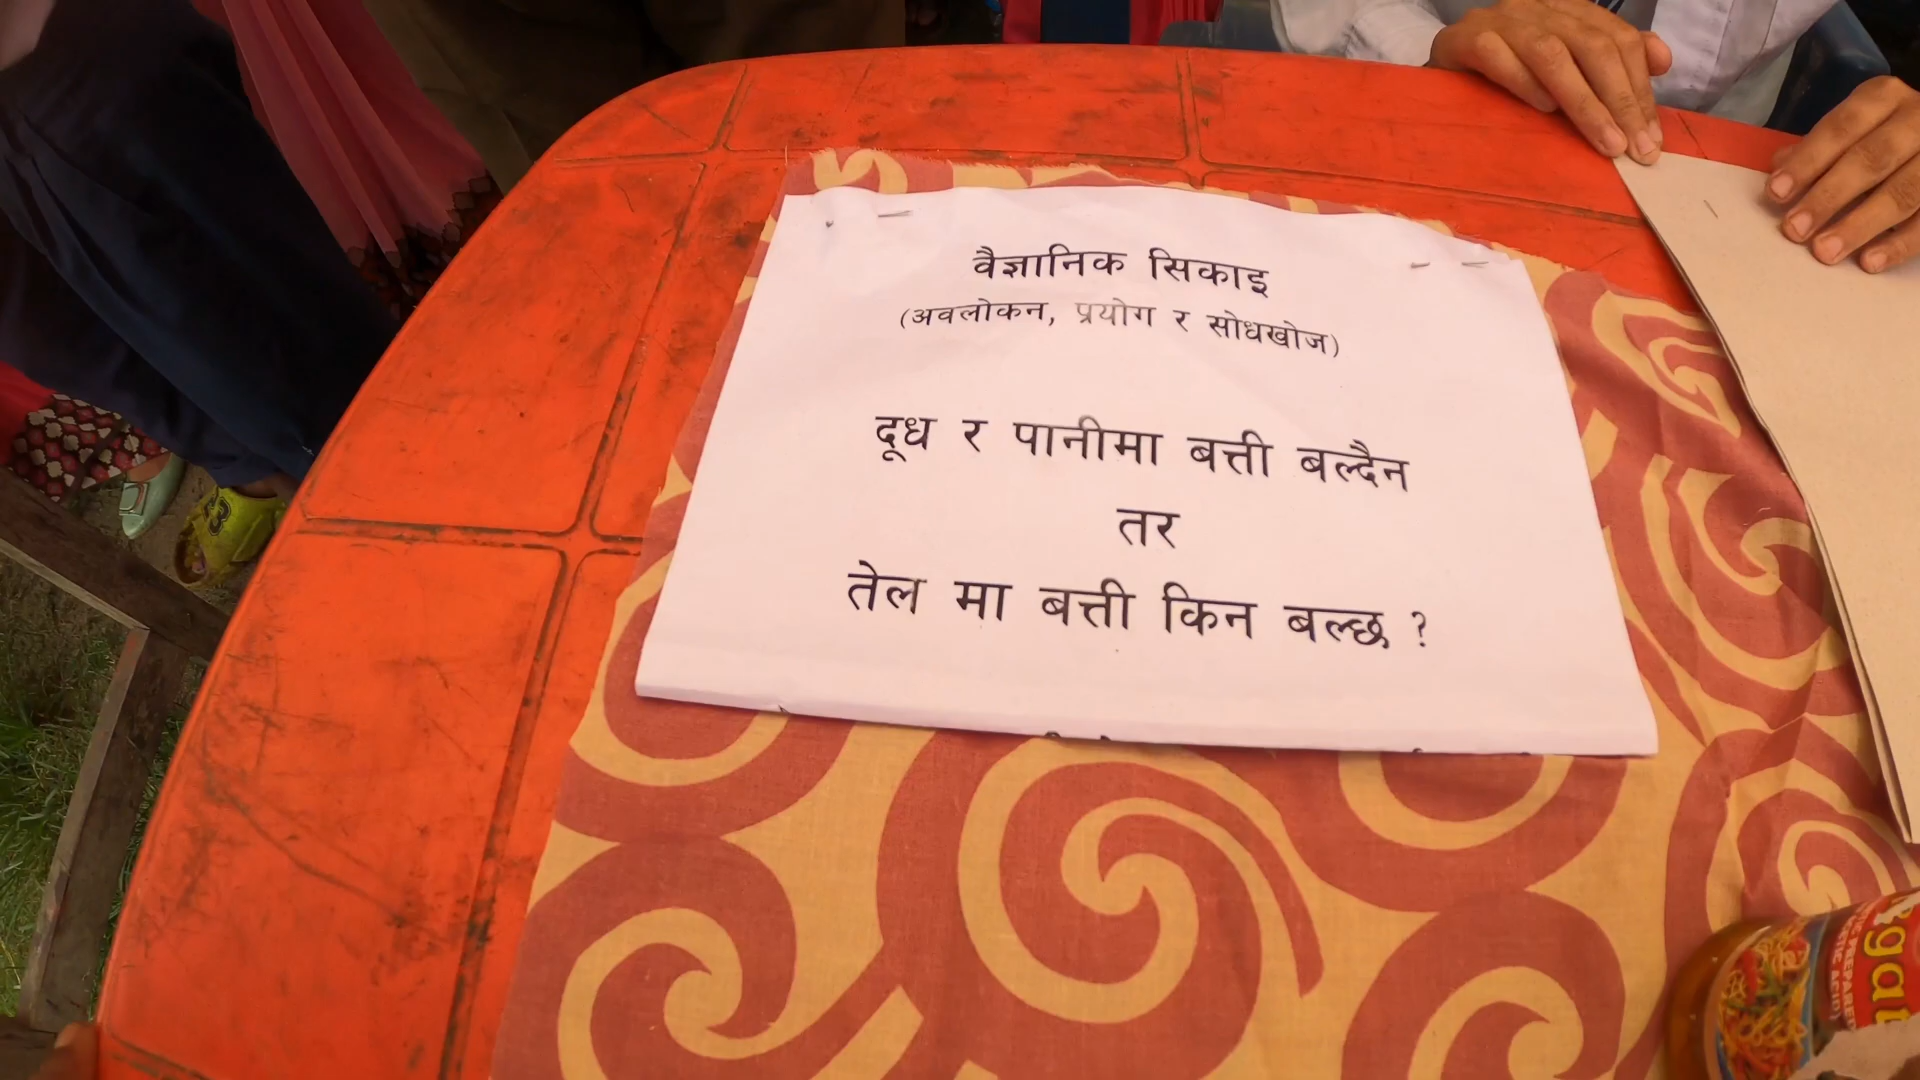 वैज्ञानिक सिकाइ
(अवलोकन, प्रयोग र सोधखोज)
दूध र पानीमा बत्ती बल्दैन
तर
तेल मा बत्ती किन बल्छ ?